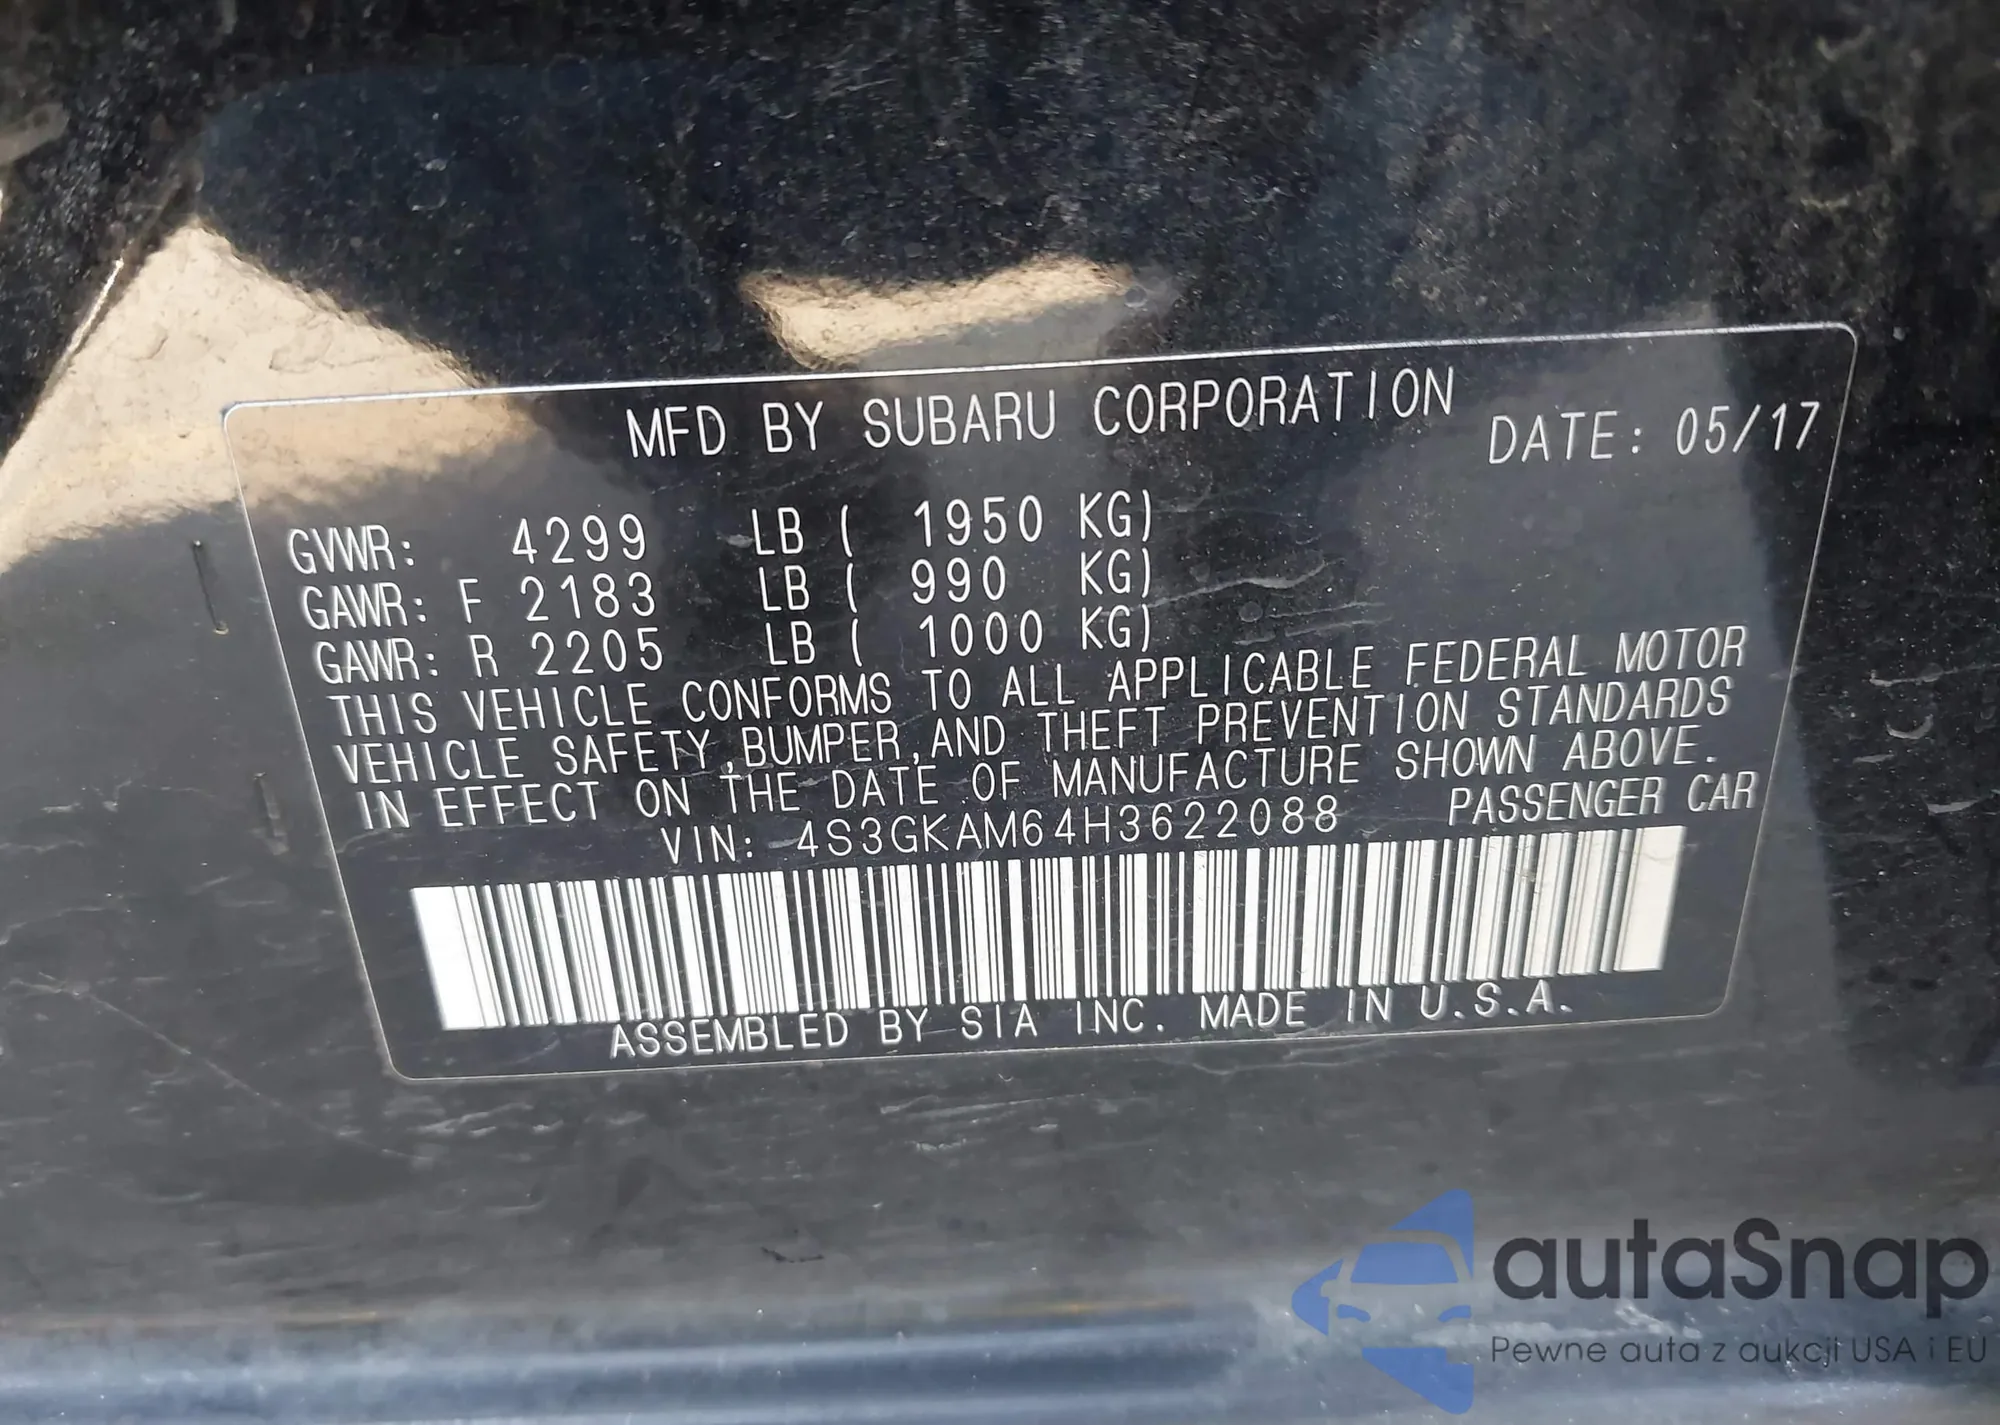 MFD BY SUBARU CORPORATION DATE: 05/17
GVWR: 4299 LB ( 1950 KG)
GAWR: F 2183 LB ( 990 KG)
GAWR: R 2205 LB ( 1000 KG)
THIS VEHICLE CONFORMS TO ALL APPLICABLE FEDERAL MOTOR
VEHICLE SAFETY,BUMPER,AND THEFT PREVENTION STANDARDS
IN EFFECT ON THE DATE OF MANUFACTURE SHOWN ABOVE.
VIN: 4S3GKAM64H3622088 PASSENGER CAR
ASSEMBLED BY SIA INC. MADE IN U.S.A.
autaSnap
Pewne auta z aukcji USA i EU